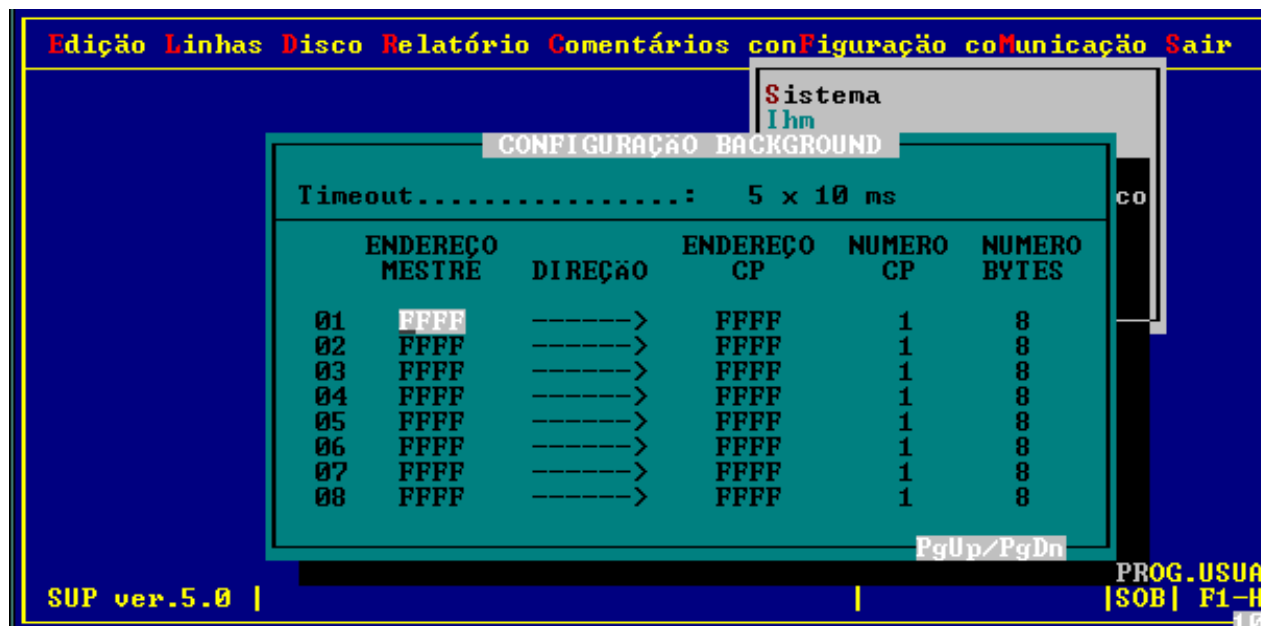 Edição Linhas Disco Relatório Comentários conFiguração coMunicação Sair
Sistema
Ihm
CONFIGURAÇÃO BACKGROUND
Timeout................: 5 x 10 ms
co
ENDEREÇO ENDEREÇO NUMERO NUMERO
MESTRE DIREÇÃO CP CP BYTES
01 FFFF ------> FFFF 1 8
02 FFFF ------> FFFF 1 8
03 FFFF ------> FFFF 1 8
04 FFFF ------> FFFF 1 8
05 FFFF ------> FFFF 1 8
06 FFFF ------> FFFF 1 8
07 FFFF ------> FFFF 1 8
08 FFFF ------> FFFF 1 8
PgUp/PgDn
PROG.USUA
SUP ver.5.0 | | |SOB| F1-H